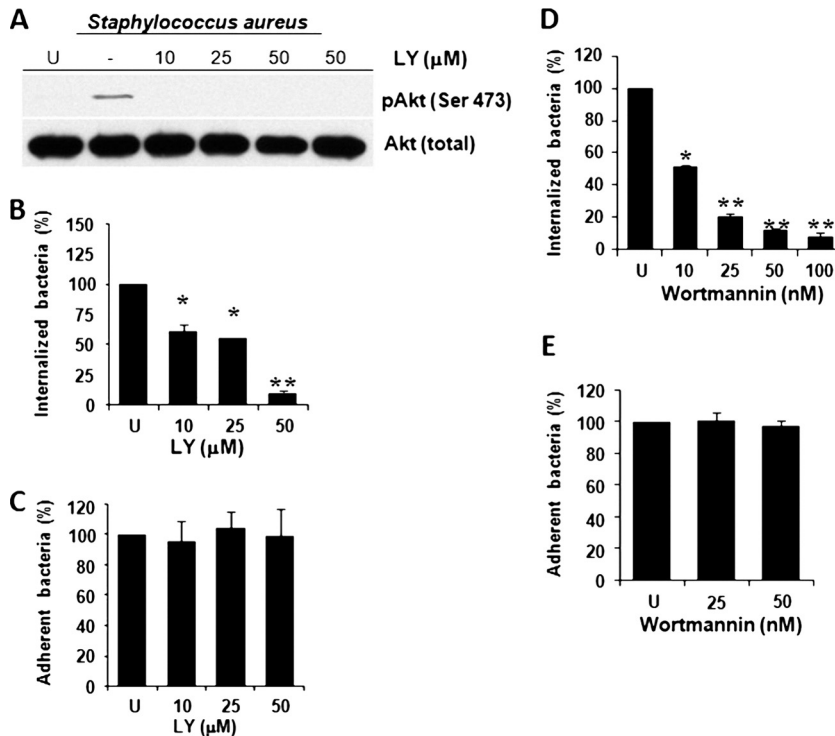 A
Staphylococcus aureus
U - 10 25 50 50 LY (μM)
pAkt (Ser 473)
Akt (total)
B
Internalized bacteria (%)
150
125
100
75
50
25
0
*
*
**
U 10 25 50
LY (μM)
C
Adherent bacteria (%)
120
100
80
60
40
20
0
U 10 25 50
LY (μM)
D
Internalized bacteria (%)
120
100
80
60
40
20
0
*
**
**
**
U 10 25 50 100
Wortmannin (nM)
E
Adherent bacteria (%)
120
100
80
60
40
20
0
U 25 50
Wortmannin (nM)